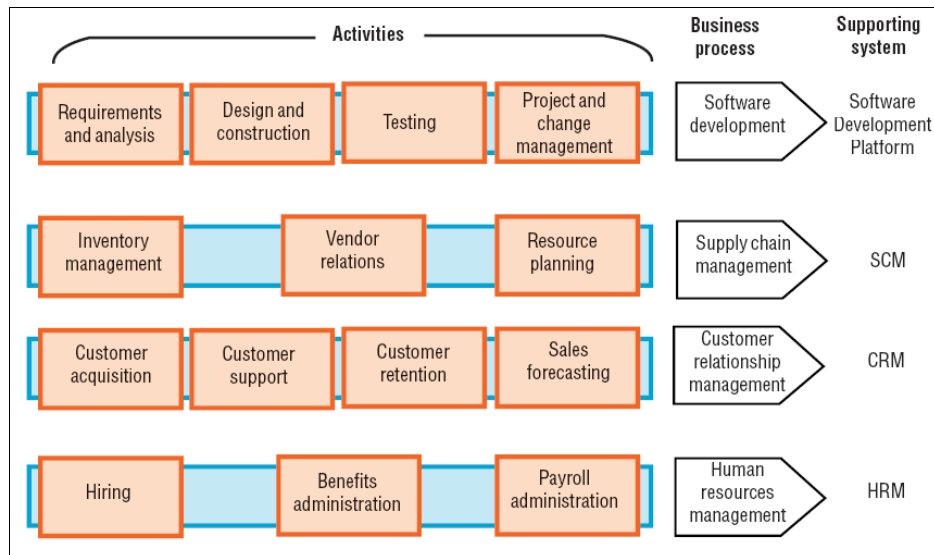 Activities
Business
process
Supporting
system
Requirements
and analysis
Design and
construction
Testing
Project and
change
management
Software
development
Software
Development
Platform
Inventory
management
Vendor
relations
Resource
planning
Supply chain
management
SCM
Customer
acquisition
Customer
support
Customer
retention
Sales
forecasting
Customer
relationship
management
CRM
Hiring
Benefits
administration
Payroll
administration
Human
resources
management
HRM